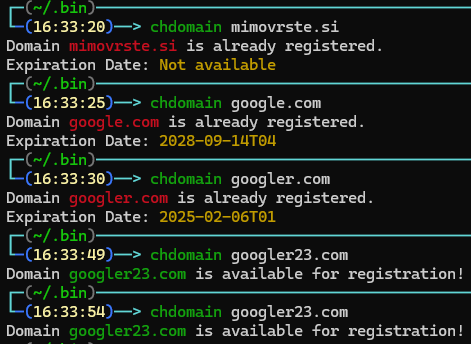 (~/.bin)
(16:33:20)──> chdomain mimovrste.si
Domain mimovrste.si is already registered.
Expiration Date: Not available
(~/.bin)
(16:33:25)──> chdomain google.com
Domain google.com is already registered.
Expiration Date: 2028-09-14T04
(~/.bin)
(16:33:30)──> chdomain googler.com
Domain googler.com is already registered.
Expiration Date: 2025-02-06T01
(~/.bin)
(16:33:49)──> chdomain googler23.com
Domain googler23.com is available for registration!
(~/.bin)
(16:33:54)──> chdomain googler23.com
Domain googler23.com is available for registration!
(~/.bin)